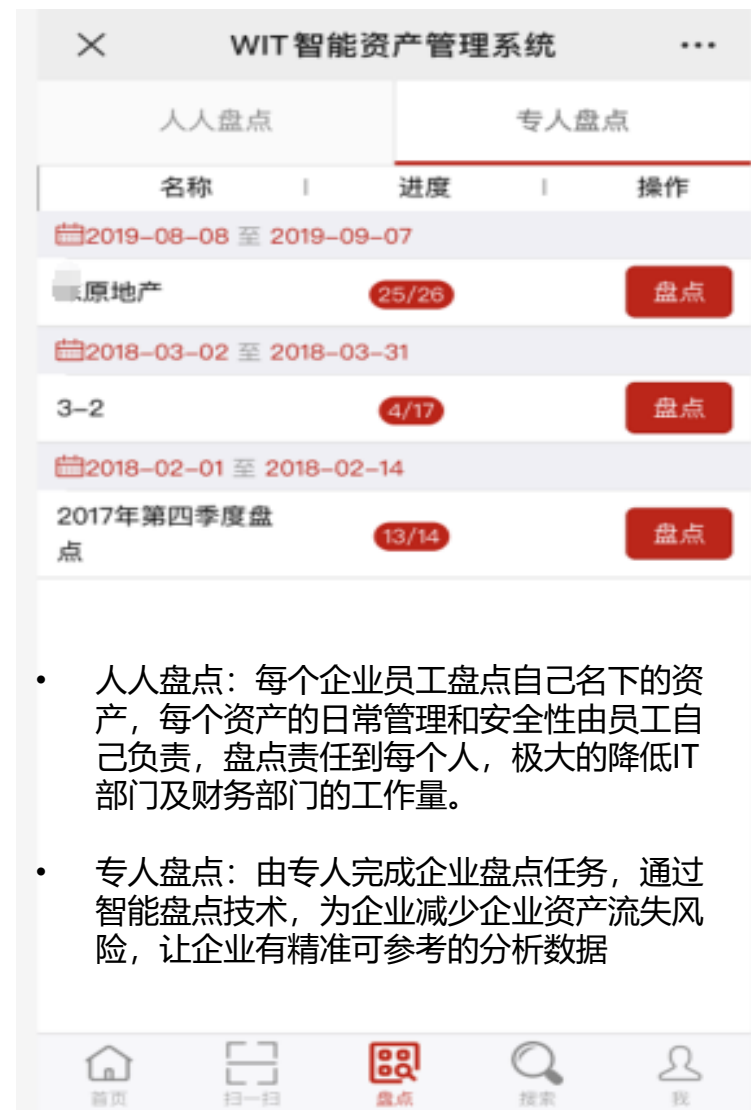 WIT智能资产管理系统
人人盘点 专人盘点
名称 进度 操作
2019-08-08 至 2019-09-07
原地产 25/26 盘点
2018-03-02 至 2018-03-31
3-2 4/17 盘点
2018-02-01 至 2018-02-14
2017年第四季度盘
点 13/14 盘点
• 人人盘点：每个企业员工盘点自己名下的资
产，每个资产的日常管理和安全性由员工自
己负责，盘点责任到每个人，极大的降低IT
部门及财务部门的工作量。
• 专人盘点：由专人完成企业盘点任务，通过
智能盘点技术，为企业减少企业资产流失风
险，让企业有精准可参考的分析数据
首页 扫一扫 盘点 搜索 我